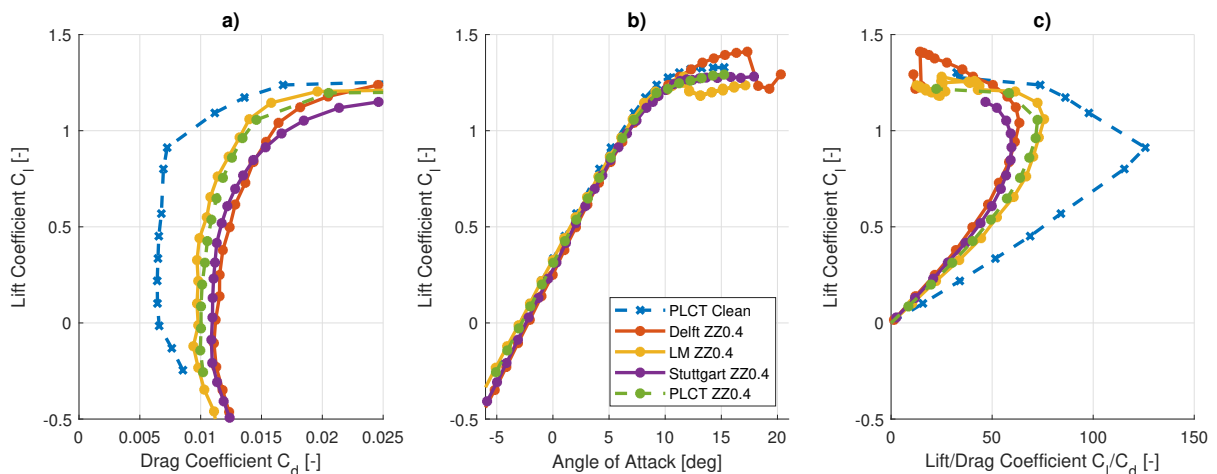 a)
1.5
1
0.5
0
-0.5
0
0.005
0.01
0.015
0.02
0.025
Lift Coefficient C_l [-]
Drag Coefficient C_d [-]
b)
1.5
1
0.5
0
-0.5
-5
0
5
10
15
20
Lift Coefficient C_l [-]
Angle of Attack [deg]
PLCT Clean
Delft ZZ0.4
LM ZZ0.4
Stuttgart ZZ0.4
PLCT ZZ0.4
c)
1.5
1
0.5
0
-0.5
0
50
100
150
Lift Coefficient C_l [-]
Lift/Drag Coefficient C_l/C_d [-]